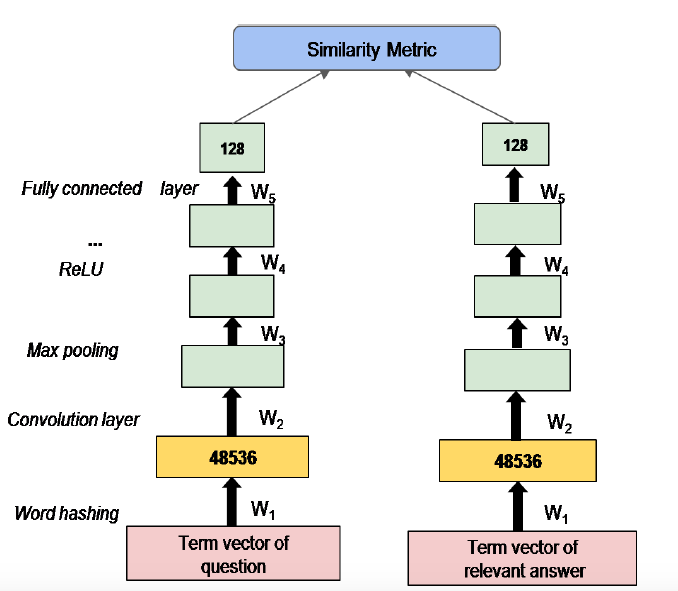 Similarity Metric
128
128
Fully connected layer
W5
W5
...
ReLU
W4
W4
W3
W3
Max pooling
Convolution layer
W2
W2
48536
48536
Word hashing
W1
W1
Term vector of
question
Term vector of
relevant answer